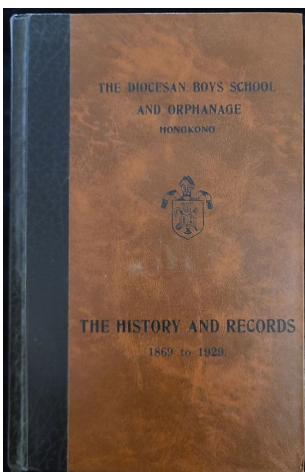 THE DIOCESAN BOYS SCHOOL
AND ORPHANAGE
HONGKONG
THE HISTORY AND RECORDS
1869 to 1929.